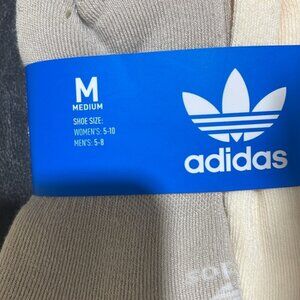 M
MEDIUM
SHOE SIZE:
WOMEN'S: 5-10
MEN'S: 5-8
adidas